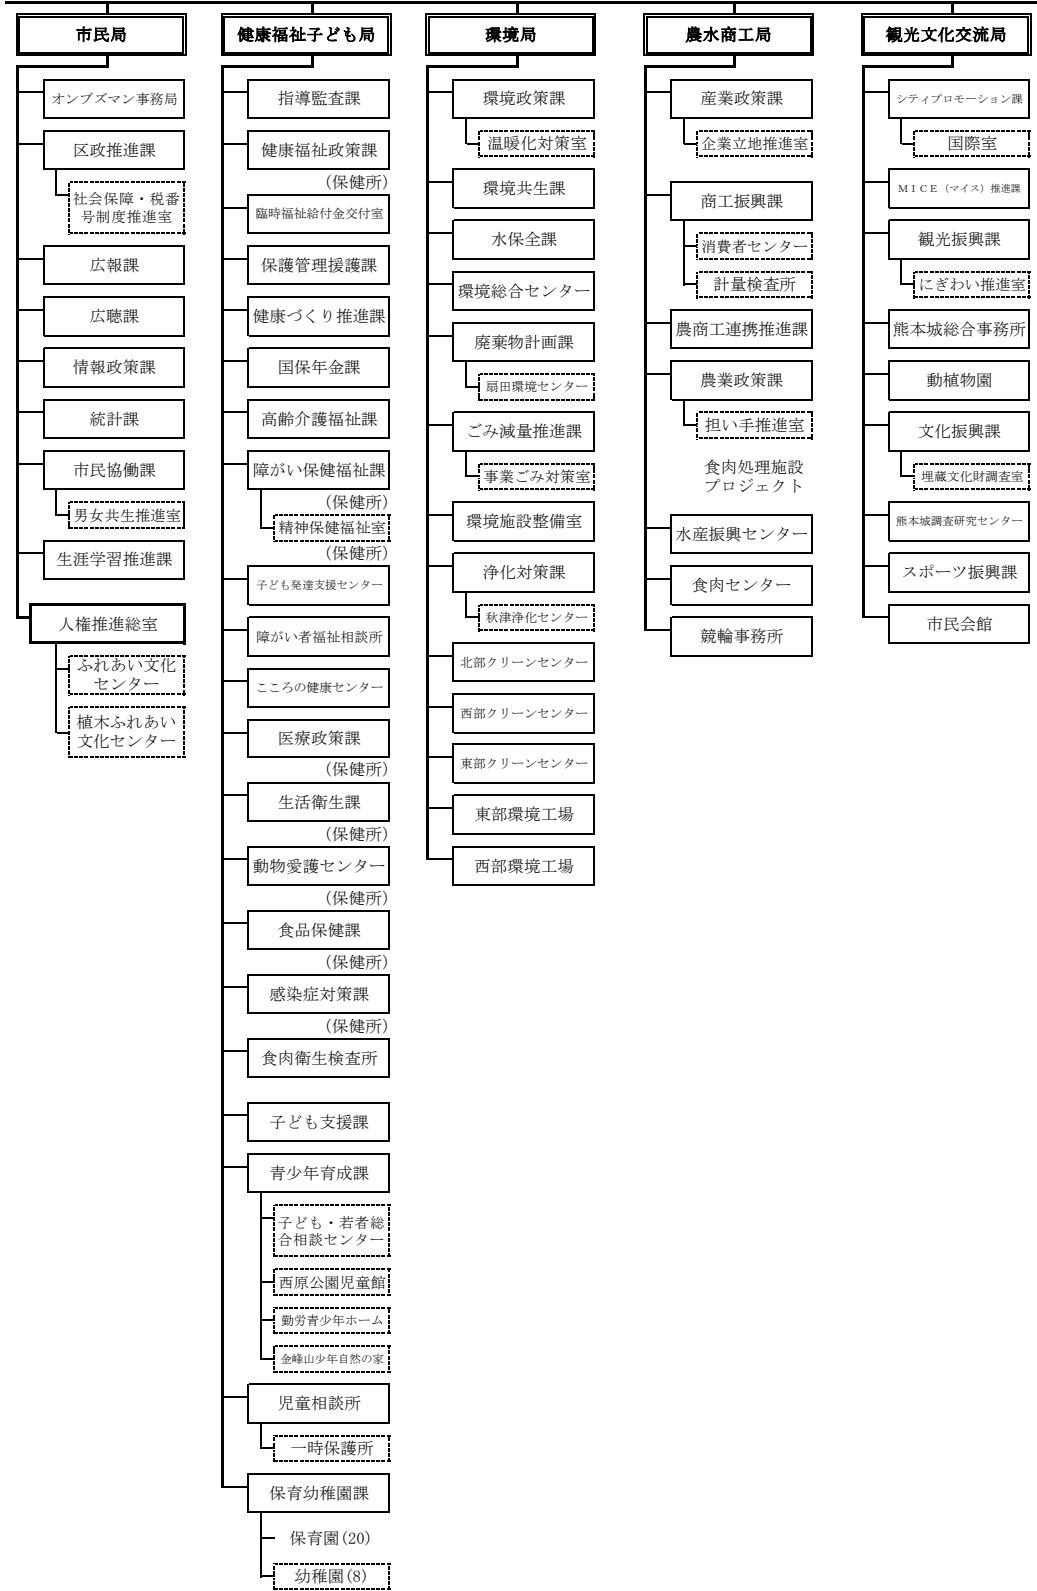 市民局
オンブズマン事務局
区政推進課
社会保障・税番
号制度推進室
広報課
広聴課
情報政策課
統計課
市民協働課
男女共生推進室
生涯学習推進課
人権推進総室
ふれあい文化
センター
植木ふれあい
文化センター
健康福祉子ども局
指導監査課
健康福祉政策課
(保健所)
臨時福祉給付金交付室
保護管理援護課
健康づくり推進課
国保年金課
高齢介護福祉課
障がい保健福祉課
(保健所)
精神保健福祉室
(保健所)
子ども発達支援センター
障がい者福祉相談所
こころの健康センター
医療政策課
(保健所)
生活衛生課
(保健所)
動物愛護センター
(保健所)
食品保健課
(保健所)
感染症対策課
(保健所)
食肉衛生検査所
子ども支援課
青少年育成課
子ども・若者総
合相談センター
西原公園児童館
勤労青少年ホーム
金峰山少年自然の家
児童相談所
一時保護所
保育幼稚園課
保育園(20)
幼稚園(8)
環境局
環境政策課
温暖化対策室
環境共生課
水保全課
環境総合センター
廃棄物計画課
扇田環境センター
ごみ減量推進課
事業ごみ対策室
環境施設整備室
浄化対策課
秋津浄化センター
北部クリーンセンター
西部クリーンセンター
東部クリーンセンター
東部環境工場
西部環境工場
農水商工局
産業政策課
企業立地推進室
商工振興課
消費者センター
計量検査所
農商工連携推進課
農業政策課
担い手推進室
食肉処理施設
プロジェクト
水産振興センター
食肉センター
競輪事務所
観光文化交流局
シティプロモーション課
国際室
ＭＩＣＥ（マイス）推進課
観光振興課
にぎわい推進室
熊本城総合事務所
動植物園
文化振興課
埋蔵文化財調査室
熊本城調査研究センター
スポーツ振興課
市民会館